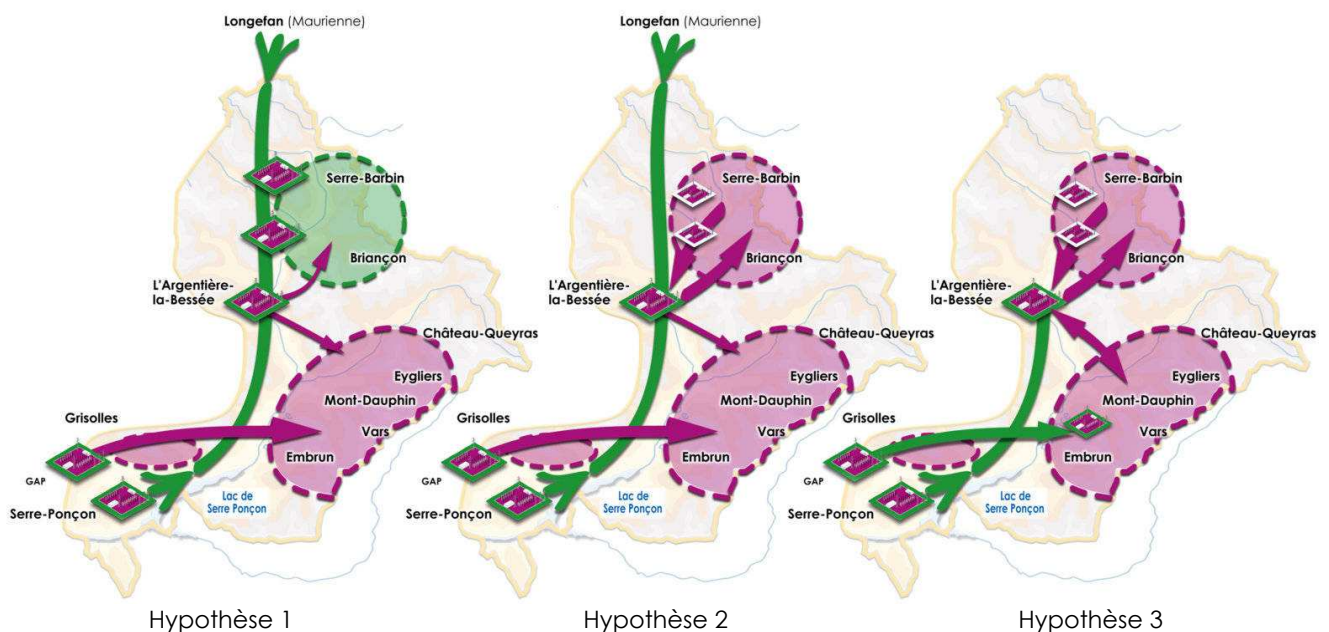 Longefan (Maurienne)
Serre-Barbin
Briançon
L'Argentière-
la-Bessée
Château-Queyras
Eygliers
Mont-Dauphin
Grisolles
Vars
Embrun
GAP
Lac de
Serre Ponçon
Serre-Ponçon
Hypothèse 1
Longefan (Maurienne)
Serre-Barbin
Briançon
L'Argentière-
la-Bessée
Château-Queyras
Eygliers
Mont-Dauphin
Grisolles
Vars
Embrun
GAP
Lac de
Serre Ponçon
Serre-Ponçon
Hypothèse 2
Serre-Barbin
Briançon
L'Argentière-
la-Bessée
Château-Queyras
Eygliers
Mont-Dauphin
Grisolles
Vars
Embrun
GAP
Lac de
Serre Ponçon
Serre-Ponçon
Hypothèse 3